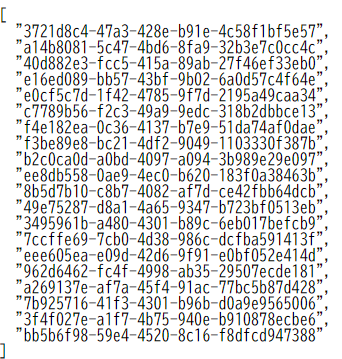 [
"3721d8c4-47a3-428e-b91e-4c58f1bf5e57",
"a14b8081-5c47-4bd6-8fa9-32b3e7c0cc4c",
"40d882e3-fcc5-415a-89ab-27f46ef33eb0",
"e16ed089-bb57-43bf-9b02-6a0d57c4f64e",
"e0cf5c7d-1f42-4785-9f7d-2195a49caa34",
"c7789b56-f2c3-49a9-9edc-318b2dbbce13",
"f4e182ea-0c36-4137-b7e9-51da74af0dae",
"f3be89e8-bc21-4df2-9049-1103330f387b",
"b2c0ca0d-a0bd-4097-a094-3b989e29e097",
"ee8db558-0ae9-4ec0-b620-183f0a38463b",
"8b5d7b10-c8b7-4082-af7d-ce42fbb64dcb",
"49e75287-d8a1-4a65-9347-b723bf0513eb",
"3495961b-a480-4301-b89c-6eb017befcb9",
"7ccffe69-7cb0-4d38-986c-dcfba591413f",
"eee605ea-e09d-42d6-9f91-e0bf052e414d",
"962d6462-fc4f-4998-ab35-29507ecde181",
"a269137e-af7a-45f4-91ac-77bc5b87d428",
"7b925716-41f3-4301-b96b-d0a9e9565006",
"3f4f027e-a1f7-4b75-940e-b910878ecbe6",
"bb5b6f98-59e4-4520-8c16-f8dfcd947388",
]